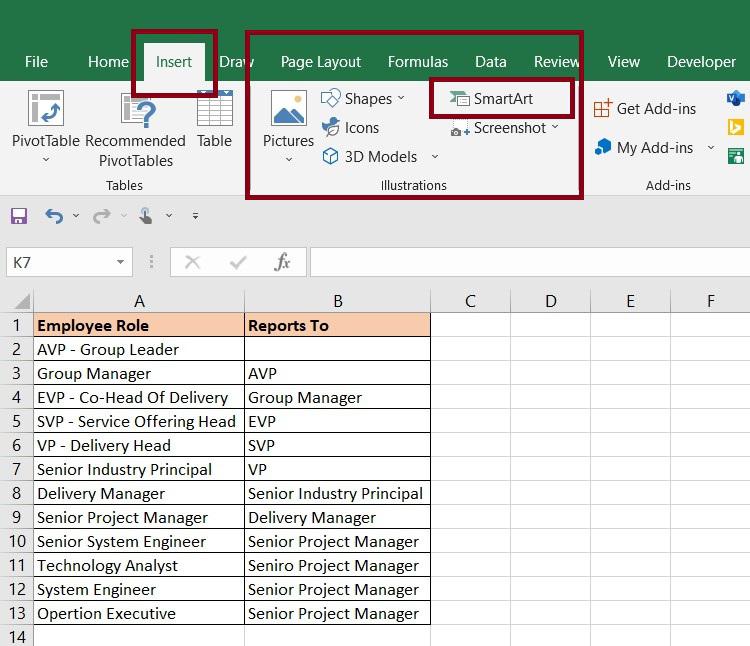 File Home Insert Draw Page Layout Formulas Data Review View Developer
PivotTable
Recommended
PivotTables
Table
Tables
Pictures
Shapes
Icons
3D Models
SmartArt
Screenshot
Illustrations
Get Add-ins
My Add-ins
Add-ins
K7 fx
A B C D E F
1 Employee Role Reports To
2 AVP - Group Leader
3 Group Manager AVP
4 EVP - Co-Head Of Delivery Group Manager
5 SVP - Service Offering Head EVP
6 VP - Delivery Head SVP
7 Senior Industry Principal VP
8 Delivery Manager Senior Industry Principal
9 Senior Project Manager Delivery Manager
10 Senior System Engineer Senior Project Manager
11 Technology Analyst Seniro Project Manager
12 System Engineer Senior Project Manager
13 Opertion Executive Senior Project Manager
14